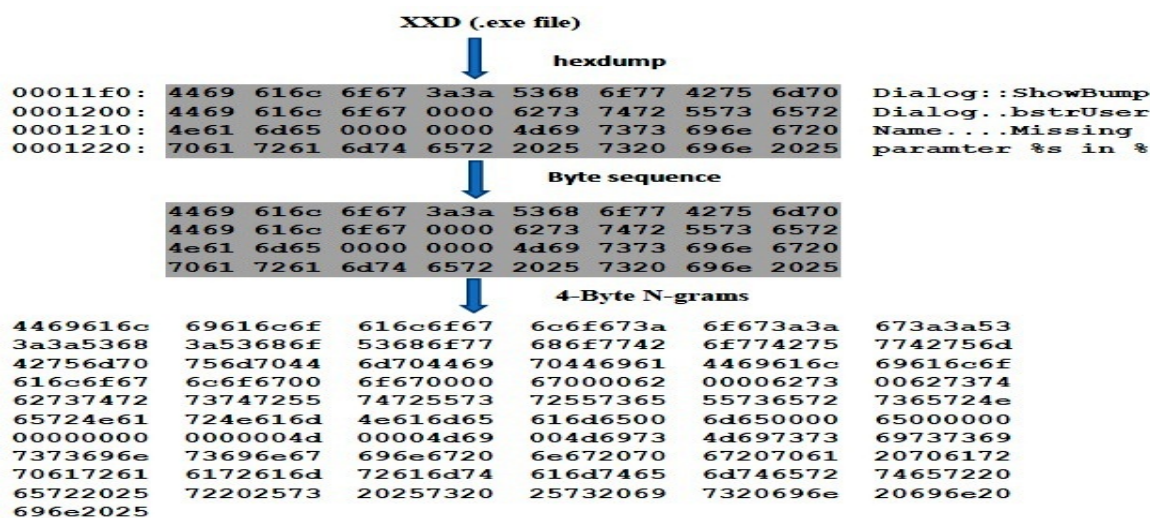 XXD (.exe file)
hexdump
00011f0: 4469 616c 6f67 3a3a 5368 6f77 4275 6d70 Dialog::ShowBump
0001200: 4469 616c 6f67 0000 6273 7472 5573 6572 Dialog..bstrUser
0001210: 4e61 6d65 0000 0000 4d69 7373 696e 6720 Name....Missing
0001220: 7061 7261 6d74 6572 2025 7320 696e 2025 paramter %s in %
Byte sequence
4469 616c 6f67 3a3a 5368 6f77 4275 6d70
4469 616c 6f67 0000 6273 7472 5573 6572
4e61 6d65 0000 0000 4d69 7373 696e 6720
7061 7261 6d74 6572 2025 7320 696e 2025
4-Byte N-grams
4469616c 69616c6f 616c6f67 6c6f673a 6f673a3a 673a3a53
3a3a5368 3a53686f 53686f77 686f7742 6f774275 7742756d
42756d70 756d7044 6d704469 70446961 4469616c 69616c6f
616c6f67 6c6f6700 6f670000 67000062 00006273 00627374
62737472 73747255 74725573 72557365 55736572 7365724e
65724e61 724e616d 4e616d65 616d6500 6d650000 65000000
00000000 0000004d 00004d69 004d6973 4d697373 69737369
7373696e 73696e67 696e6720 6e672070 67207061 20706172
70617261 6172616d 72616d74 616d7465 6d746572 74657220
65722025 72202573 20257320 25732069 7320696e 20696e20
696e2025